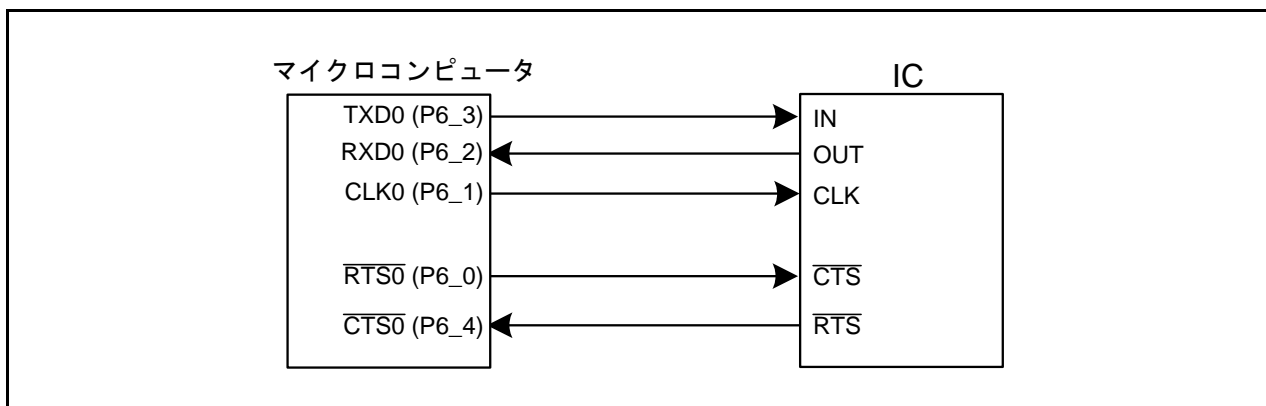 マイクロコンピュータ
TXD0 (P6_3)
RXD0 (P6_2)
CLK0 (P6_1)
RTS0 (P6_0)
CTS0 (P6_4)
IC
IN
OUT
CLK
CTS
RTS